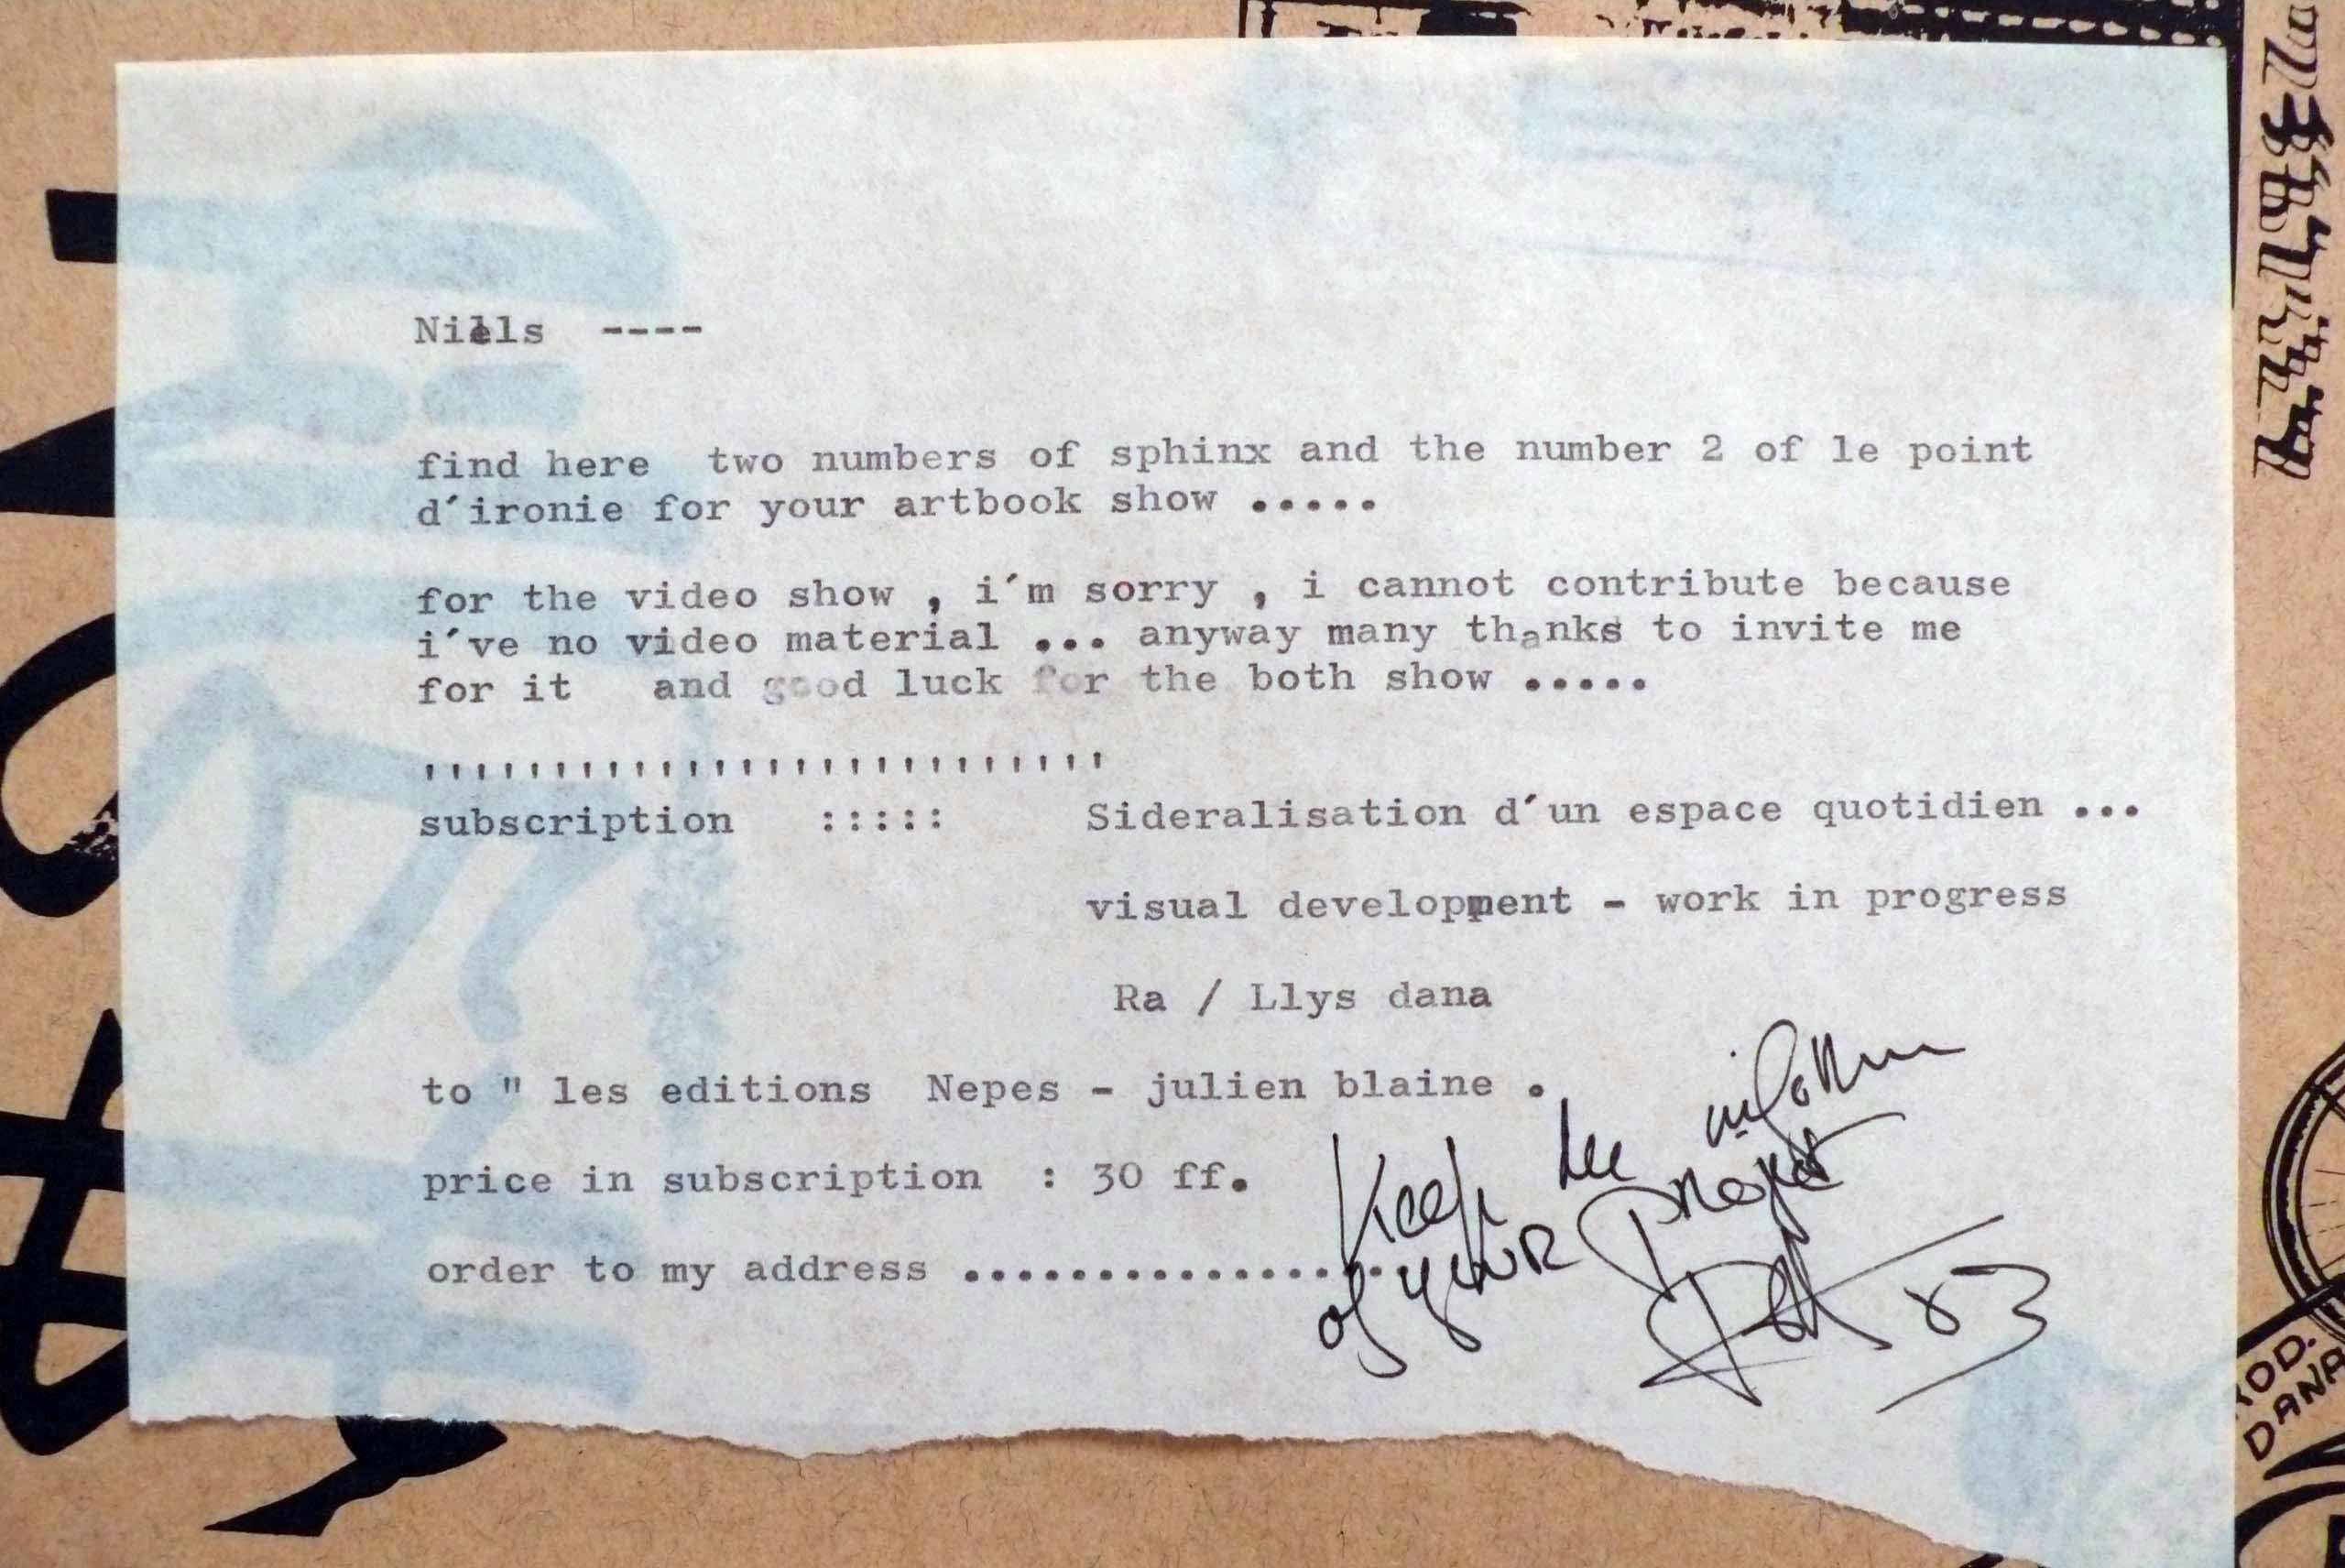 Niels ----
find here two numbers of sphinx and the number 2 of le point
d´ironie for your artbook show .....
for the video show , i´m sorry , i cannot contribute because
i´ve no video material ... anyway many thanks to invite me
for it and good luck for the both show .....
''''''''''''''''''''''''''
subscription ::::: Sideralisation d´un espace quotidien ...
visual development - work in progress
Ra / Llys dana
to " les editions Nepes - julien blaine .
price in subscription : 30 ff.
order to my address ................
Keep me inform
of your project
83
DANA